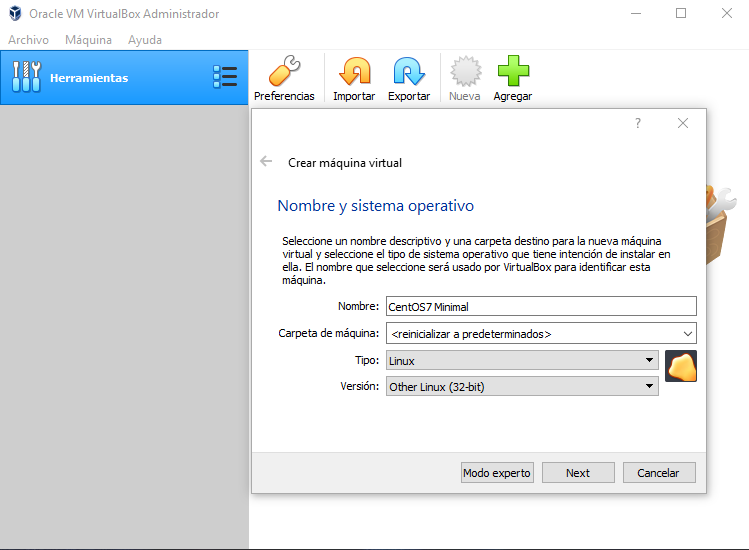 Oracle VM VirtualBox Administrador
Archivo Máquina Ayuda
Herramientas
Preferencias Importar Exportar Nueva Agregar
?
Crear máquina virtual
Nombre y sistema operativo
Seleccione un nombre descriptivo y una carpeta destino para la nueva máquina
virtual y seleccione el tipo de sistema operativo que tiene intención de instalar en
ella. El nombre que seleccione será usado por VirtualBox para identificar esta
máquina.
Nombre: CentOS7 Minimal
Carpeta de máquina: <reinicializar a predeterminados>
Tipo: Linux
Versión: Other Linux (32-bit)
Modo experto Next Cancelar